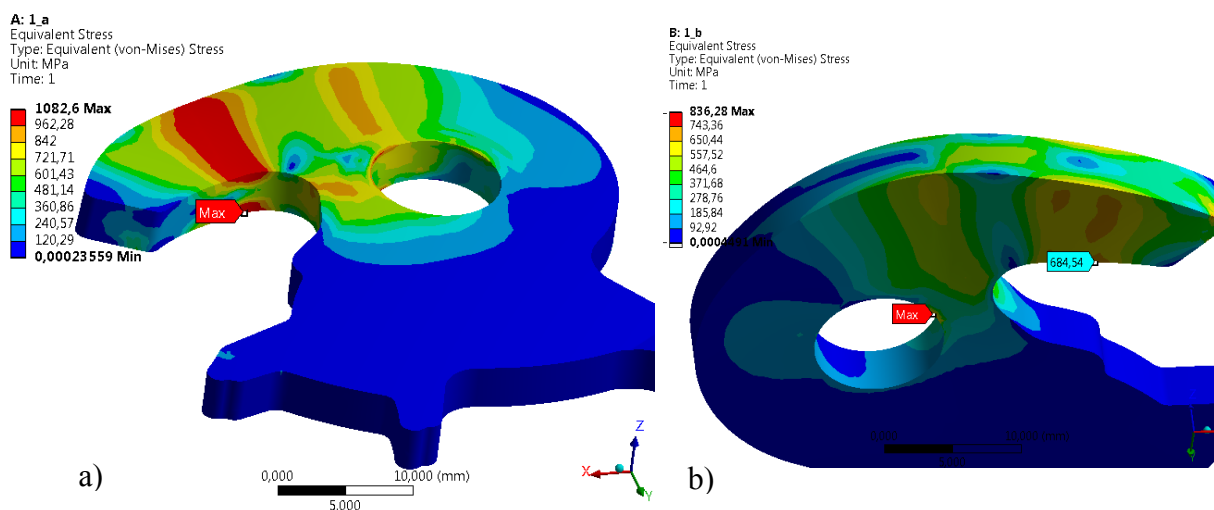 A: 1_a
Equivalent Stress
Type: Equivalent (von-Mises) Stress
Unit: MPa
Time: 1
1082,6 Max
962,28
842
721,71
601,43
481,14
360,86
240,57
120,29
0,00023559 Min
Max
0,000
10,000 (mm)
5,000
Z
X
Y
a)
B: 1_b
Equivalent Stress
Type: Equivalent (von-Mises) Stress
Unit: MPa
Time: 1
836,28 Max
743,36
650,44
557,52
464,6
371,68
278,76
185,84
92,92
Max
684,54
X
Y
b)